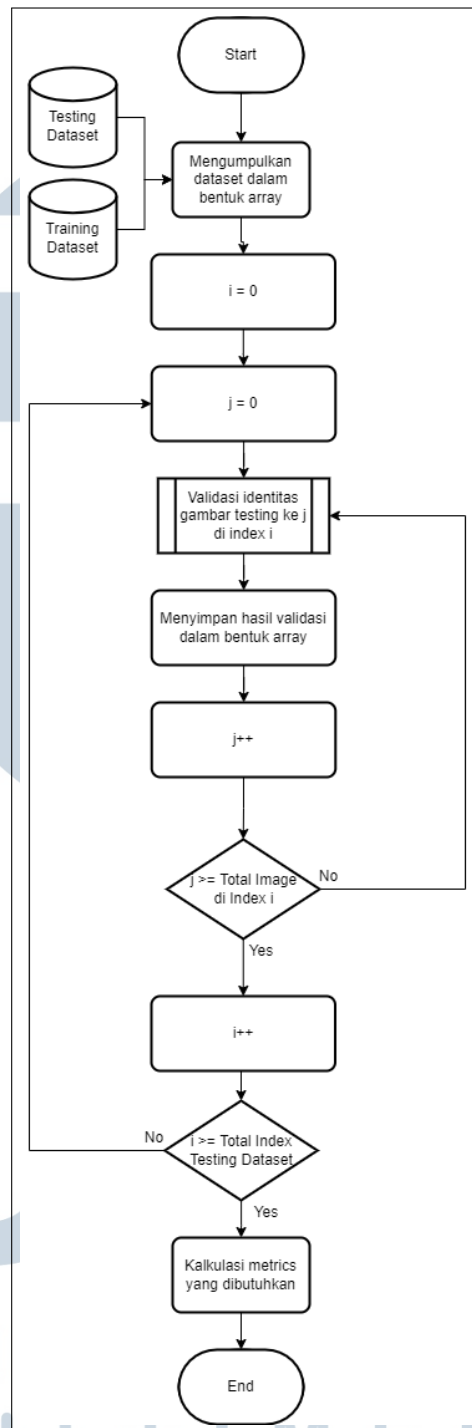 Start
Testing
Dataset
Mengumpulkan
dataset dalam
bentuk array
Training
Dataset
i = 0
j = 0
Validasi identitas
gambar testing ke j
di index i
Menyimpan hasil validasi
dalam bentuk array
j++
j >= Total Image
di Index i
No
Yes
i++
No
i >= Total Index
Testing Dataset
Yes
Kalkulasi metrics
yang dibutuhkan
End